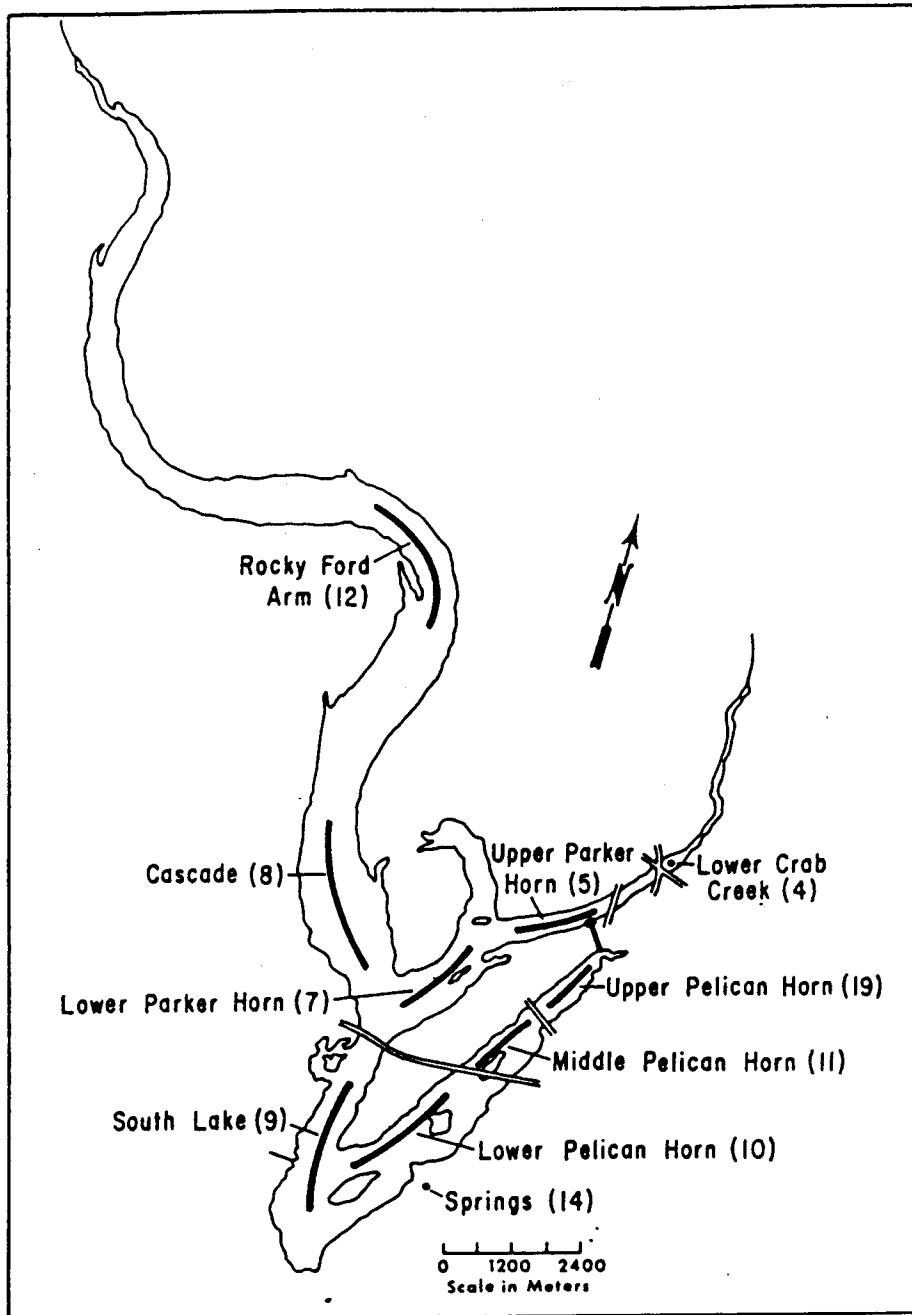 Rocky Ford
Arm (12)
N
Upper Parker
Horn (5)
Cascade (8)
Lower Crab
Creek (4)
Lower Parker Horn (7)
Upper Pelican Horn (19)
Middle Pelican Horn (11)
South Lake (9)
Lower Pelican Horn (10)
Springs (14)
0 1200 2400
Scale in Meters